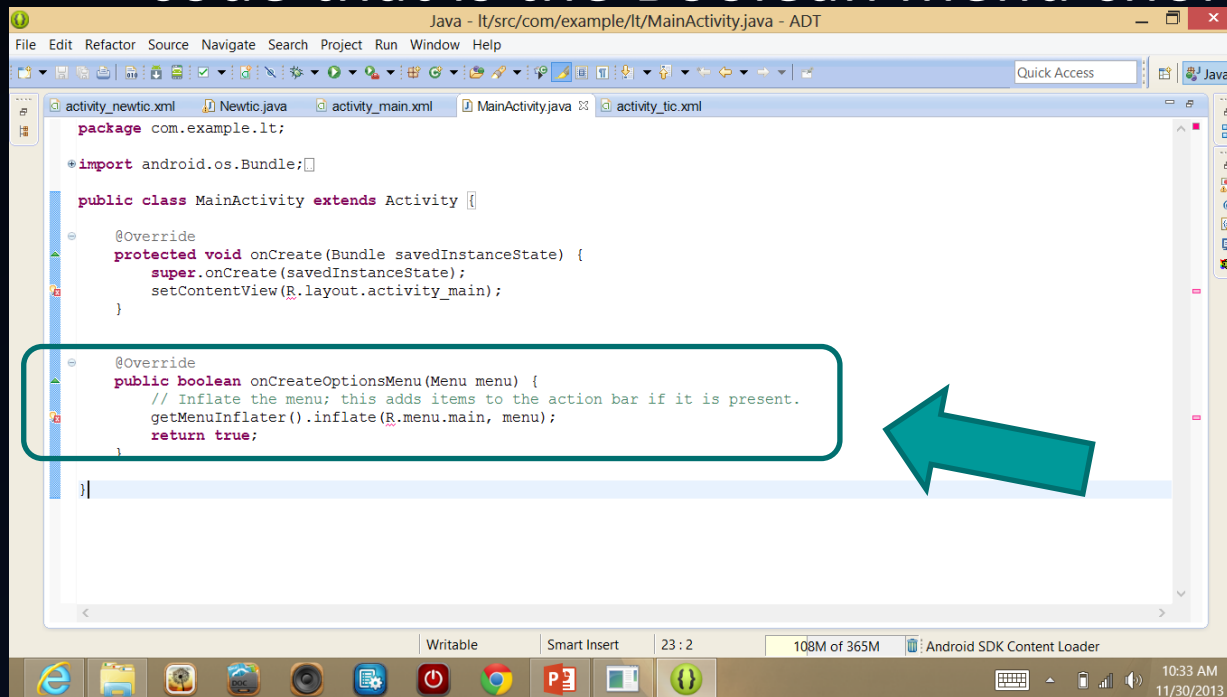 Java - lt/src/com/example/lt/MainActivity.java - ADT
File Edit Refactor Source Navigate Search Project Run Window Help
Quick Access
Java
activity_newtic.xml Newtic.java activity_main.xml MainActivity.java activity_tic.xml
package com.example.lt;
import android.os.Bundle;
public class MainActivity extends Activity {
@Override
protected void onCreate(Bundle savedInstanceState) {
super.onCreate(savedInstanceState);
setContentView(R.layout.activity_main);
}
@Override
public boolean onCreateOptionsMenu(Menu menu) {
// Inflate the menu; this adds items to the action bar if it is present.
getMenuInflater().inflate(R.menu.main, menu);
return true;
}
}
Writable Smart Insert 23 : 2 108M of 365M Android SDK Content Loader
10:33 AM
11/30/2013